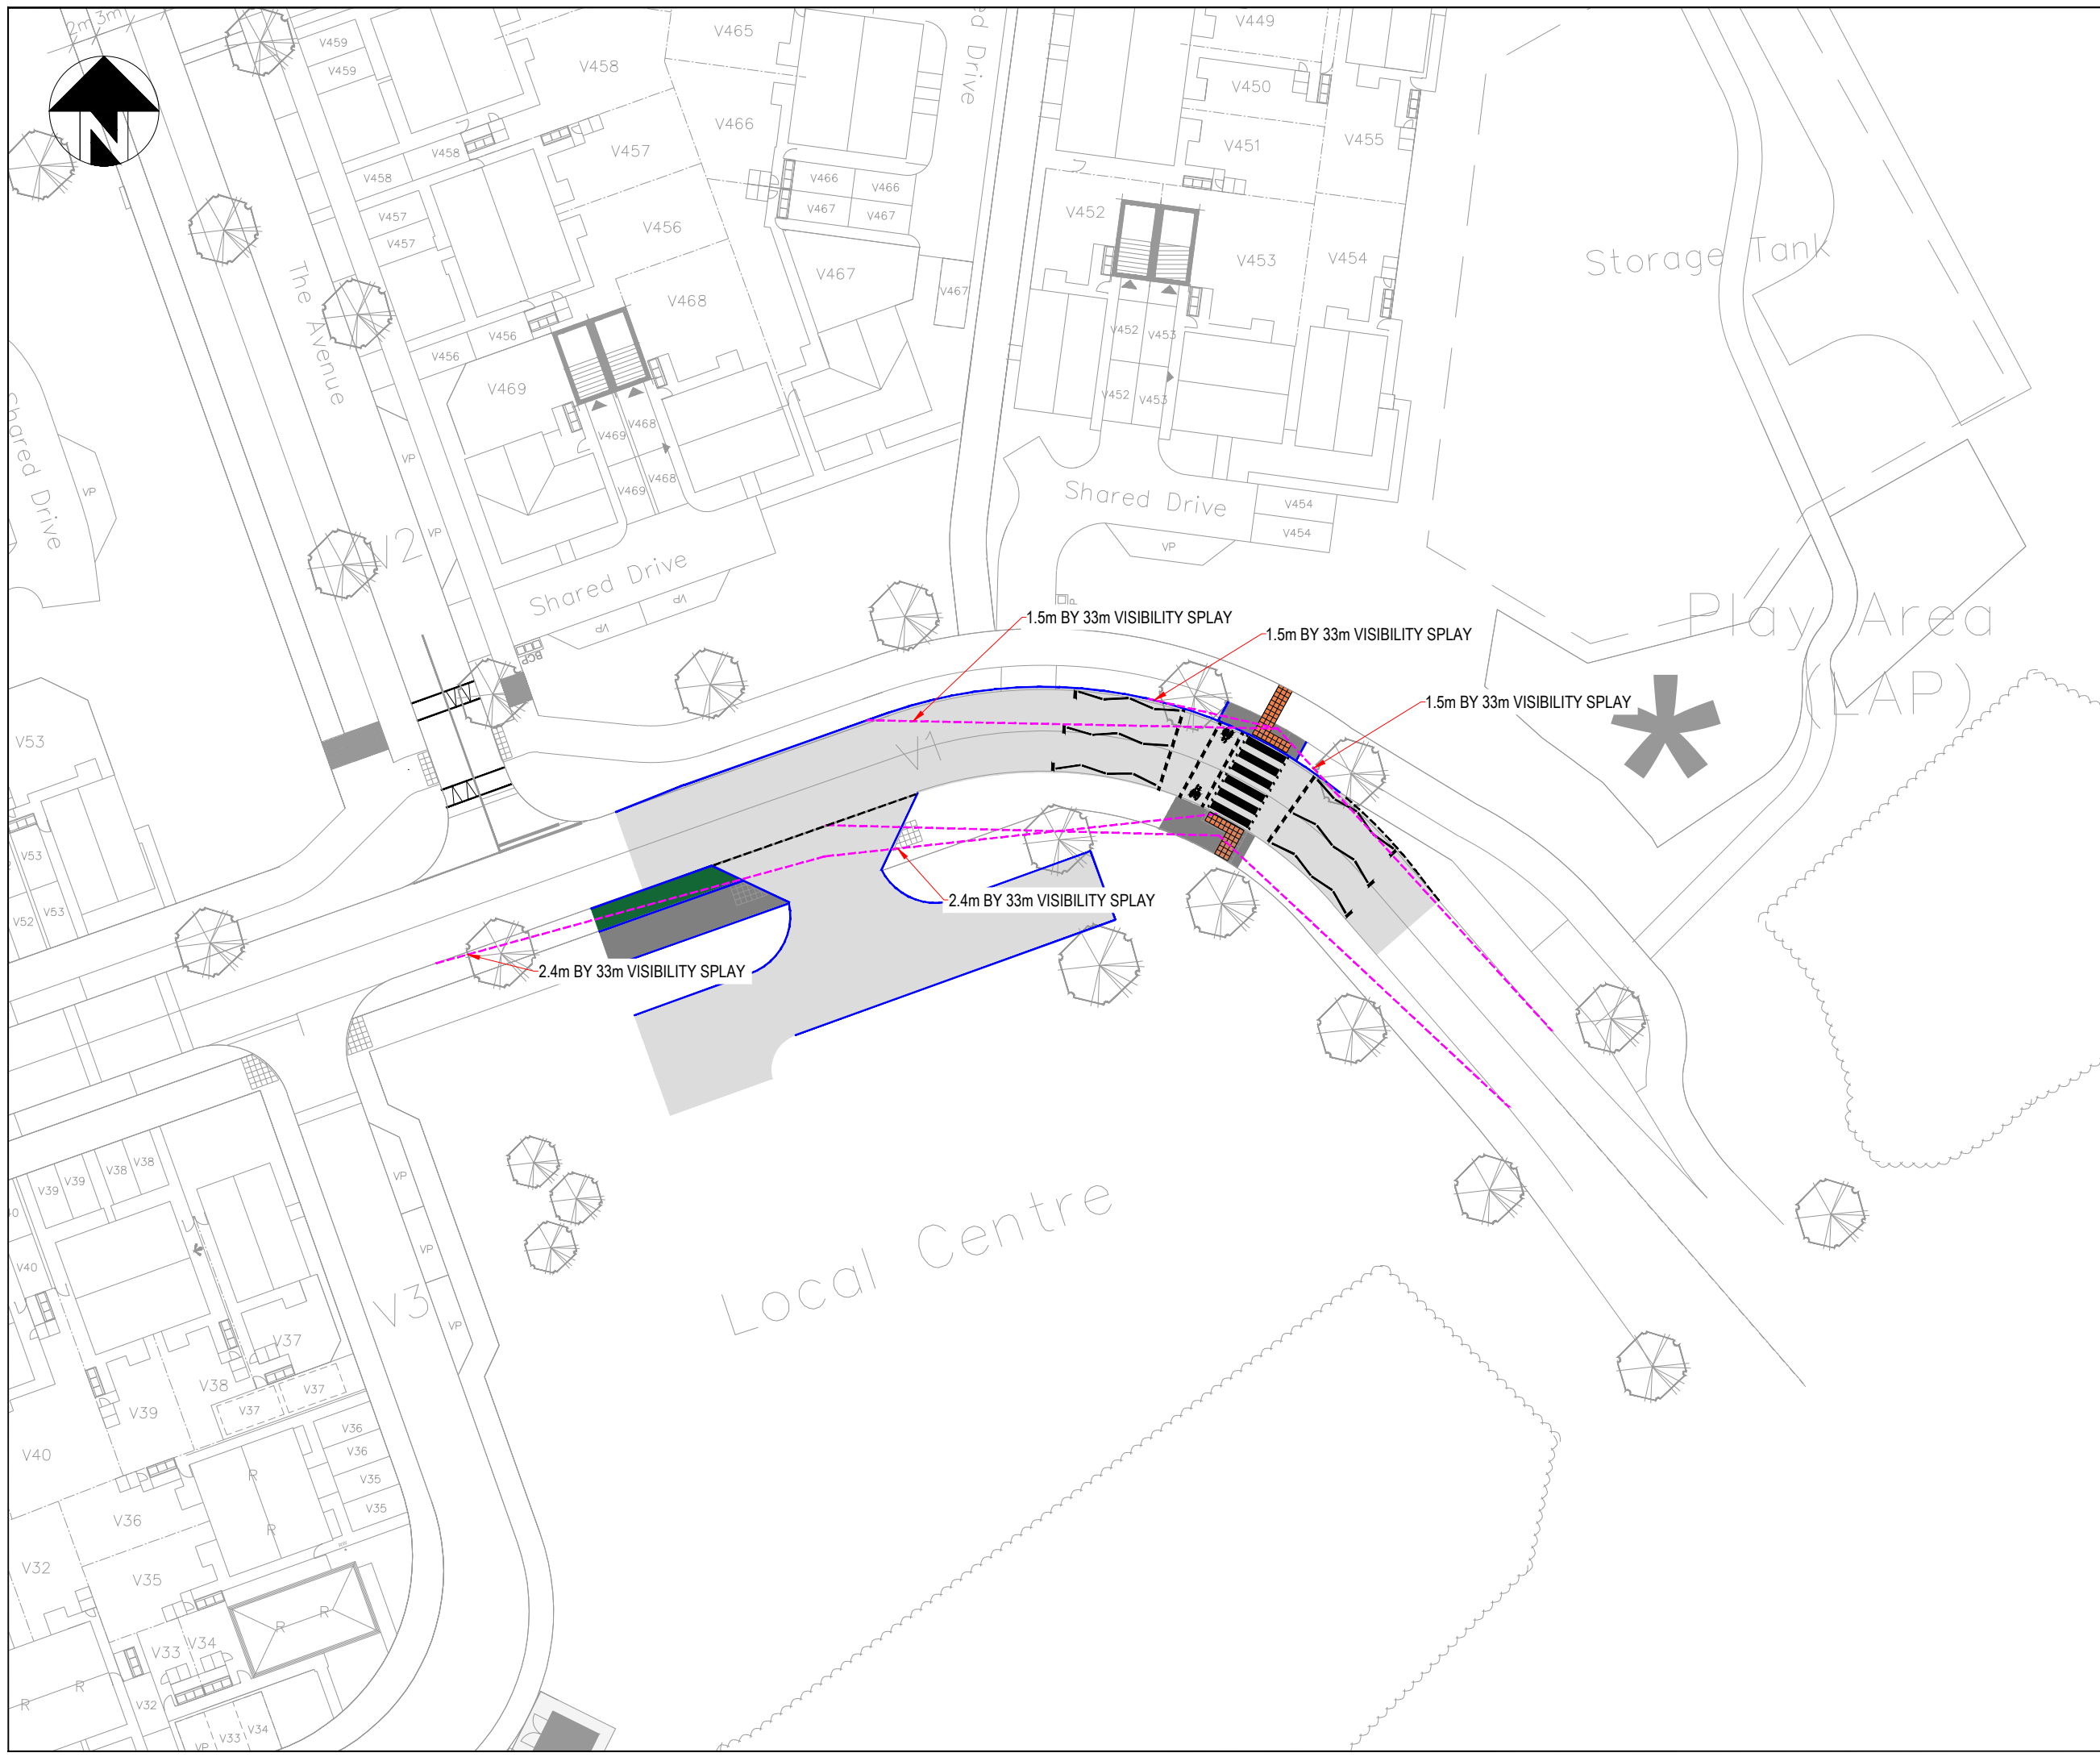 2m 3m
N
V459
V459
V458
V458
V458
V457
V457
V457
V456
V456
V456
V465
V466
V466
V466
V467
V467
V467
V467
V468
V468
V468
V469
V469
V469
The Avenue
Shared Drive
VP
VP
VP
V2
Shared Drive
VP
VP
BCP
V449
V450
V451
V452
V452
V452
V453
V453
V453
V454
V455
Shared Drive
V454
V454
VP
Storage Tank
Play Area
(LAP)
1.5m BY 33m VISIBILITY SPLAY
1.5m BY 33m VISIBILITY SPLAY
1.5m BY 33m VISIBILITY SPLAY
2.4m BY 33m VISIBILITY SPLAY
2.4m BY 33m VISIBILITY SPLAY
V1
V53
V53
V53
V52
Local Centre
V3
VP
VP
VP
V39
V39
V38
V38
V40
V37
V37
V37
V38
V39
V40
V36
V36
V35
V35
V36
V35
V32
V33
V34
V32
V33
V34
VP
R
R
R
R
R
R